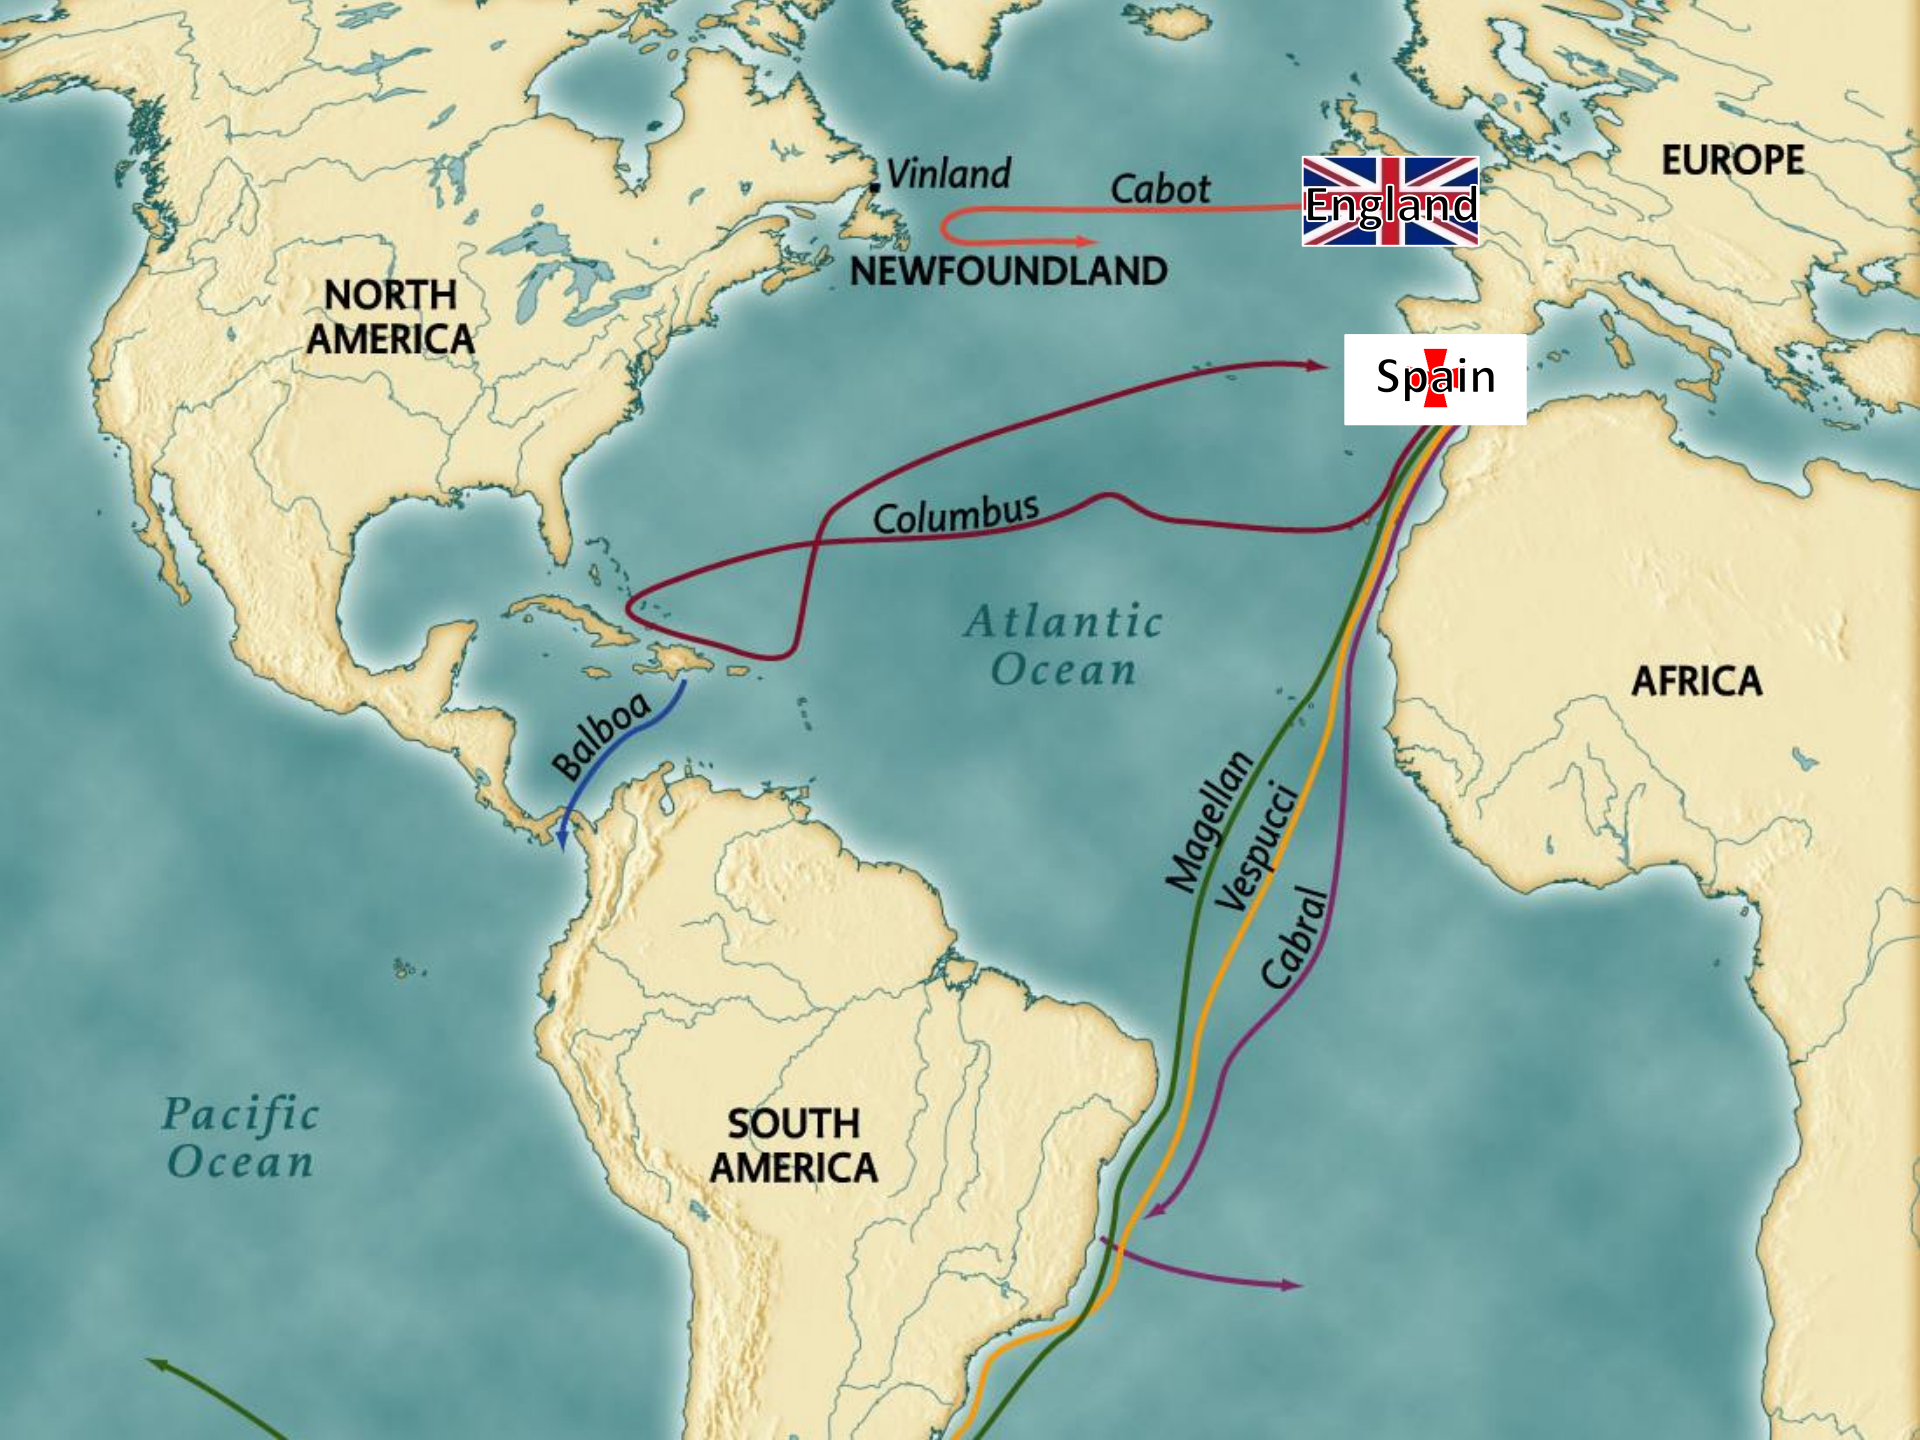 Vinland
Cabot
England
EUROPE
NEWFOUNDLAND
NORTH
AMERICA
Spain
Columbus
Atlantic
Ocean
AFRICA
Balboa
Magellan
Vespucci
Cabral
Pacific
Ocean
SOUTH
AMERICA